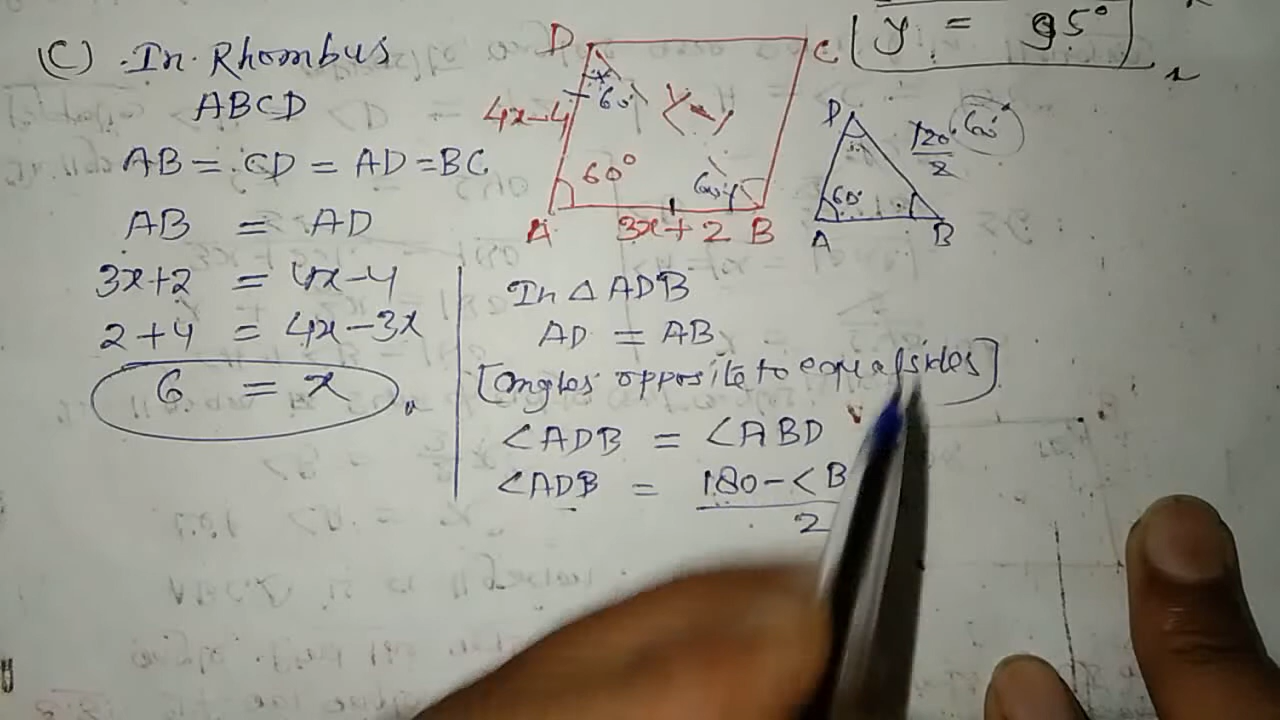 (C) In Rhombus
ABCD
AB = CD = AD = BC
AB = AD
3x+2 = 4x-4
2+4 = 4x-3x
6 = x
D
C
4x-4
60
60°
A
3x+2
B
y = 95°
D
120
2
60°
60°
A
B
In △ ADB
AD = AB
[angles opposite to equal sides]
∠ADB = ∠ABD
∠ADB = 180-∠B
2